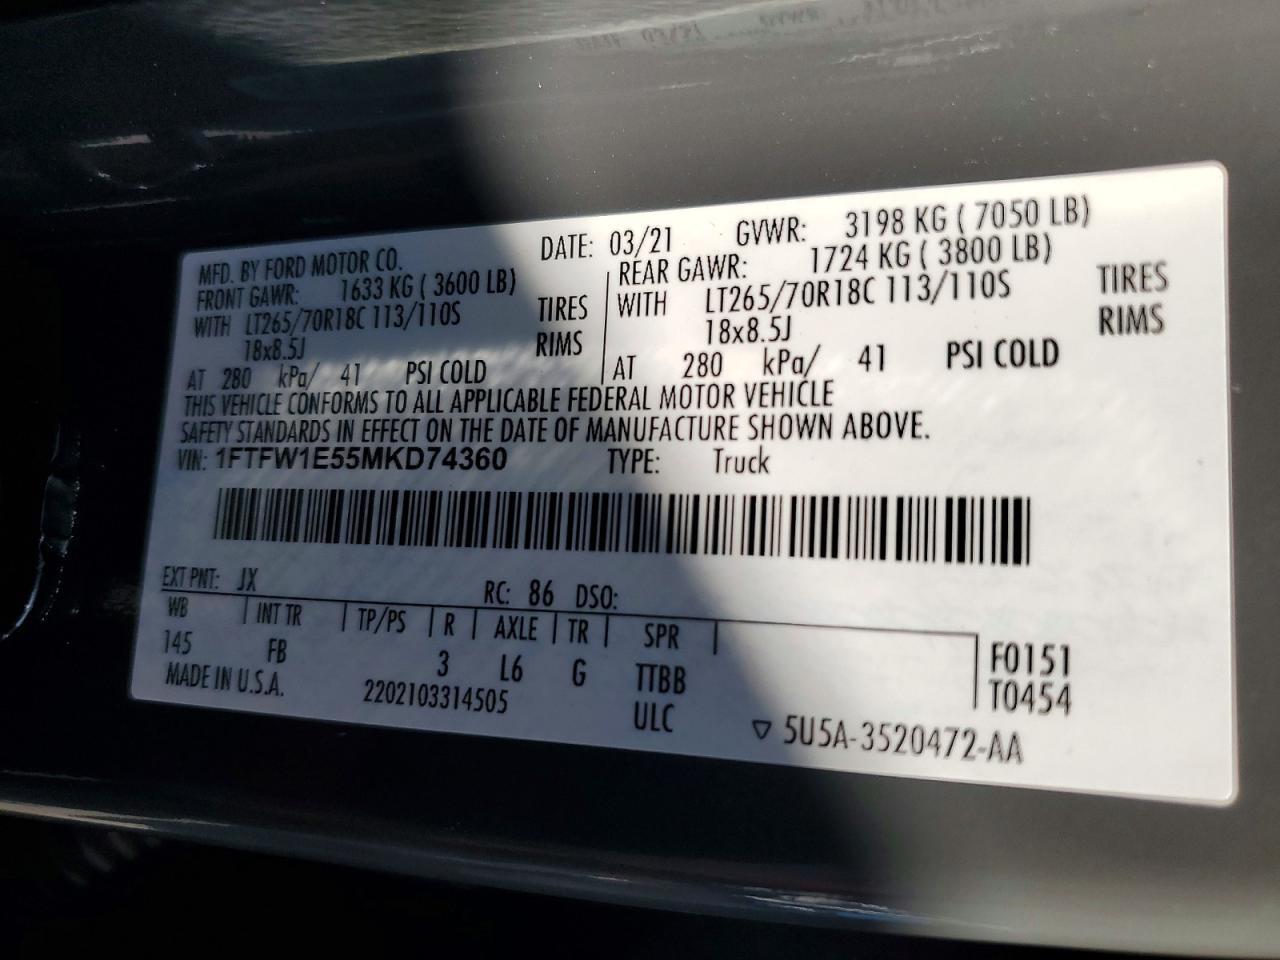 MFD. BY FORD MOTOR CO. DATE: 03/21 GVWR: 3198 KG ( 7050 LB)
FRONT GAWR: 1633 KG ( 3600 LB) REAR GAWR: 1724 KG ( 3800 LB)
WITH LT265/70R18C 113/110S TIRES WITH LT265/70R18C 113/110S TIRES
18x8.5J RIMS 18x8.5J RIMS
AT 280 kPa/ 41 PSI COLD AT 280 kPa/ 41 PSI COLD
THIS VEHICLE CONFORMS TO ALL APPLICABLE FEDERAL MOTOR VEHICLE
SAFETY STANDARDS IN EFFECT ON THE DATE OF MANUFACTURE SHOWN ABOVE.
VIN: 1FTFW1E55MKD74360 TYPE: Truck
EXT PNT: JX RC: 86 DSO:
WB INT TR TP/PS R AXLE TR SPR
145 FB 3 L6 G TTBB F0151
MADE IN U.S.A. 2202103314505 ULC T0454
▽ 5U5A-3520472-AA